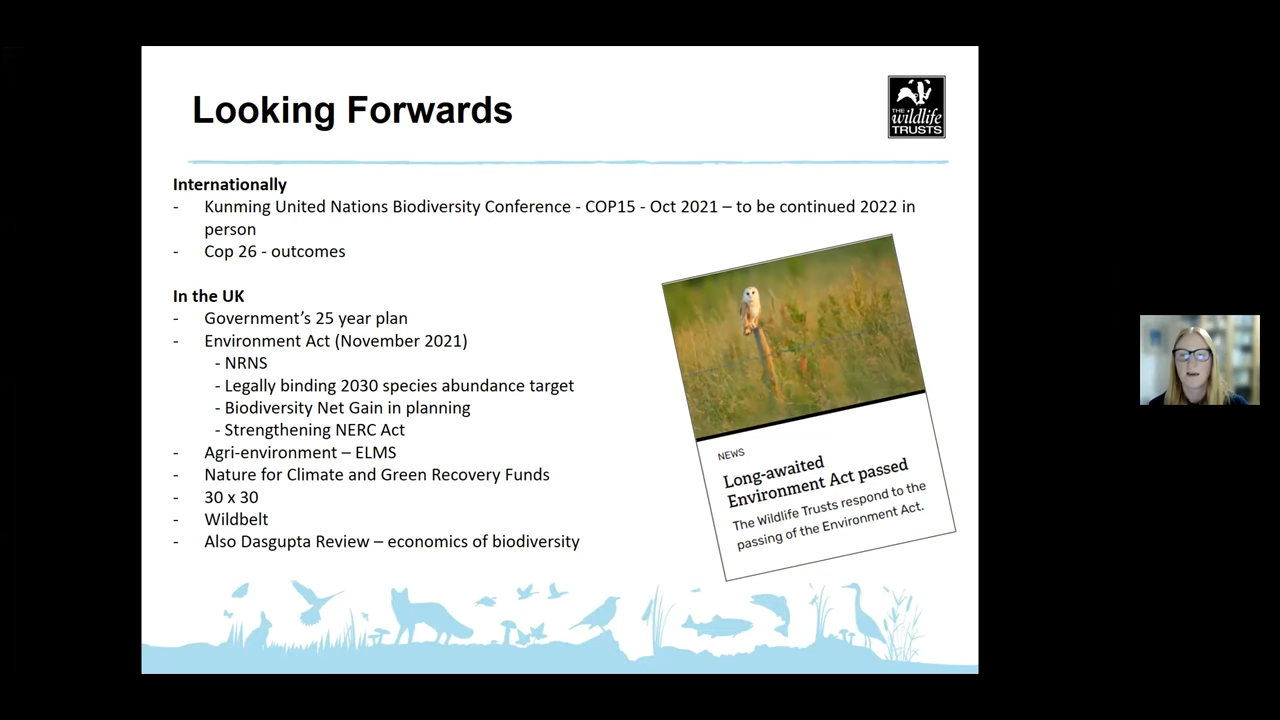 Looking Forwards
THE
wildlife
TRUSTS
Internationally
- Kunming United Nations Biodiversity Conference - COP15 - Oct 2021 – to be continued 2022 in
person
- Cop 26 - outcomes
In the UK
- Government’s 25 year plan
- Environment Act (November 2021)
- NRNS
- Legally binding 2030 species abundance target
- Biodiversity Net Gain in planning
- Strengthening NERC Act
- Agri-environment – ELMS
- Nature for Climate and Green Recovery Funds
- 30 x 30
- Wildbelt
- Also Dasgupta Review – economics of biodiversity
NEWS
Long-awaited
Environment Act passed
The Wildlife Trusts respond to the
passing of the Environment Act.